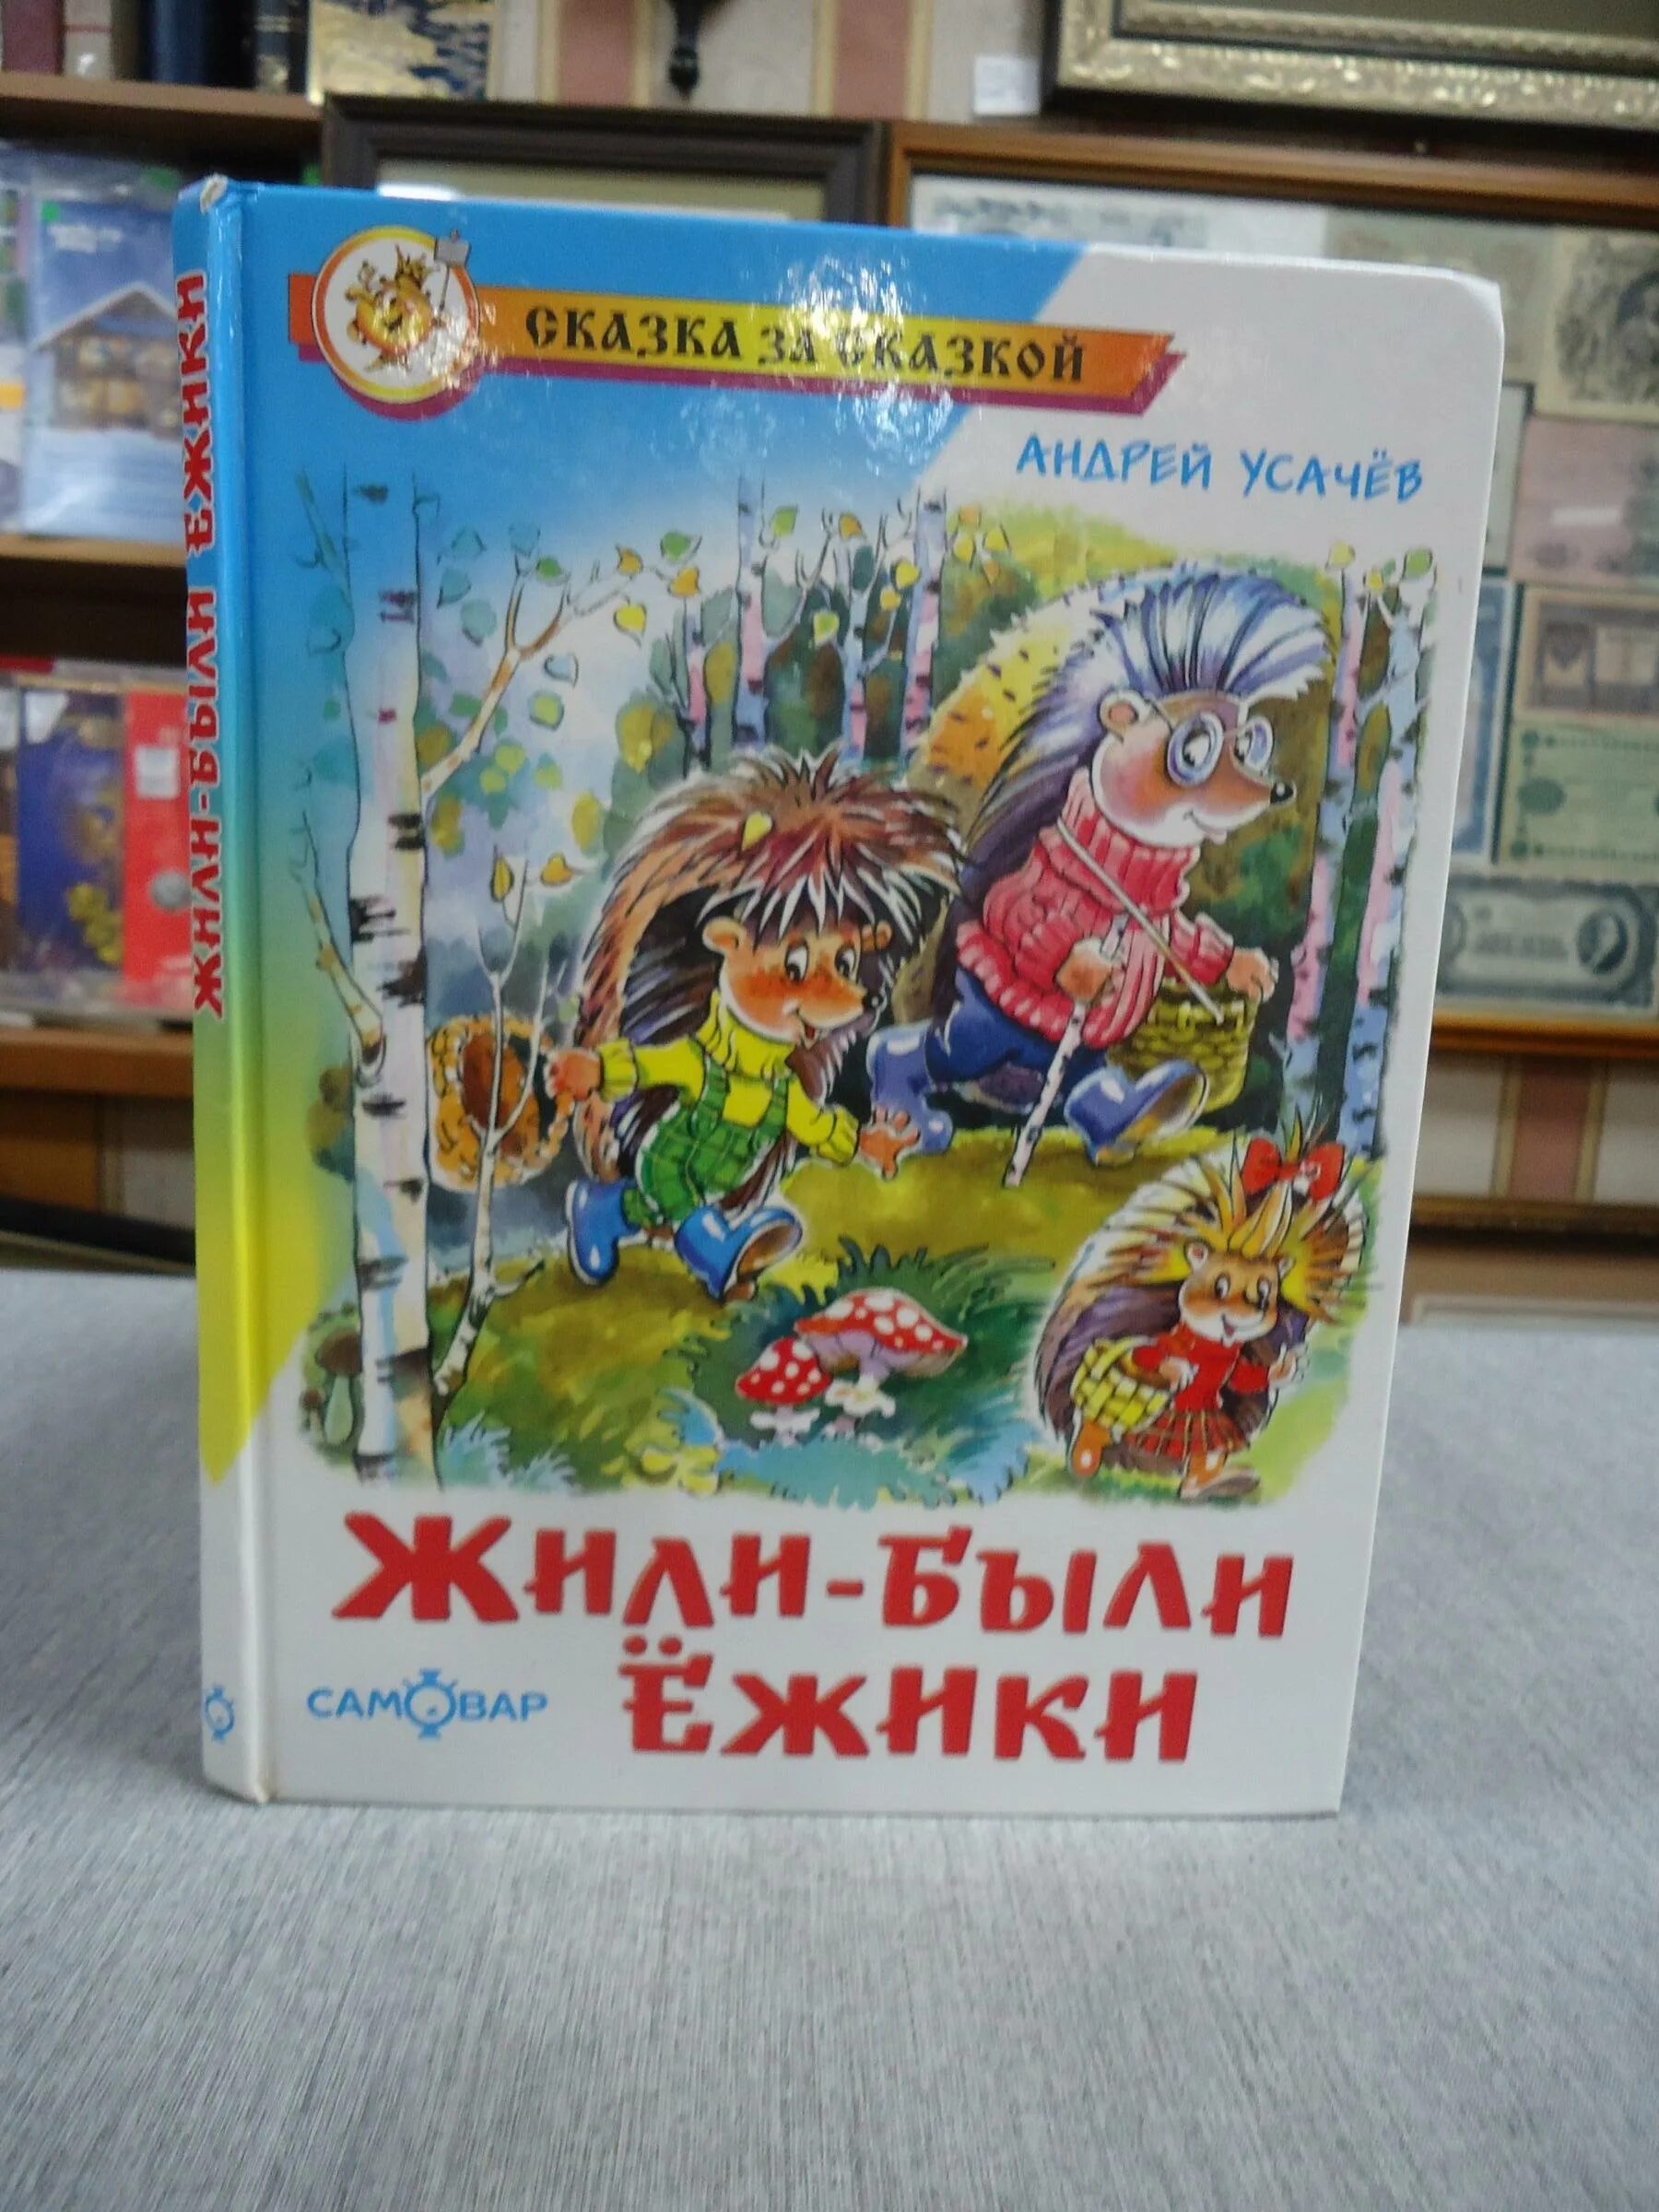 СКАЗКА ЗА СКАЗКОЙ
АНДРЕЙ УСАЧЁВ
ЖИЛИ-БЫЛИ
ЁЖИКИ
САМОВАР
ЖИЛИ-БЫЛИ ЁЖИКИ